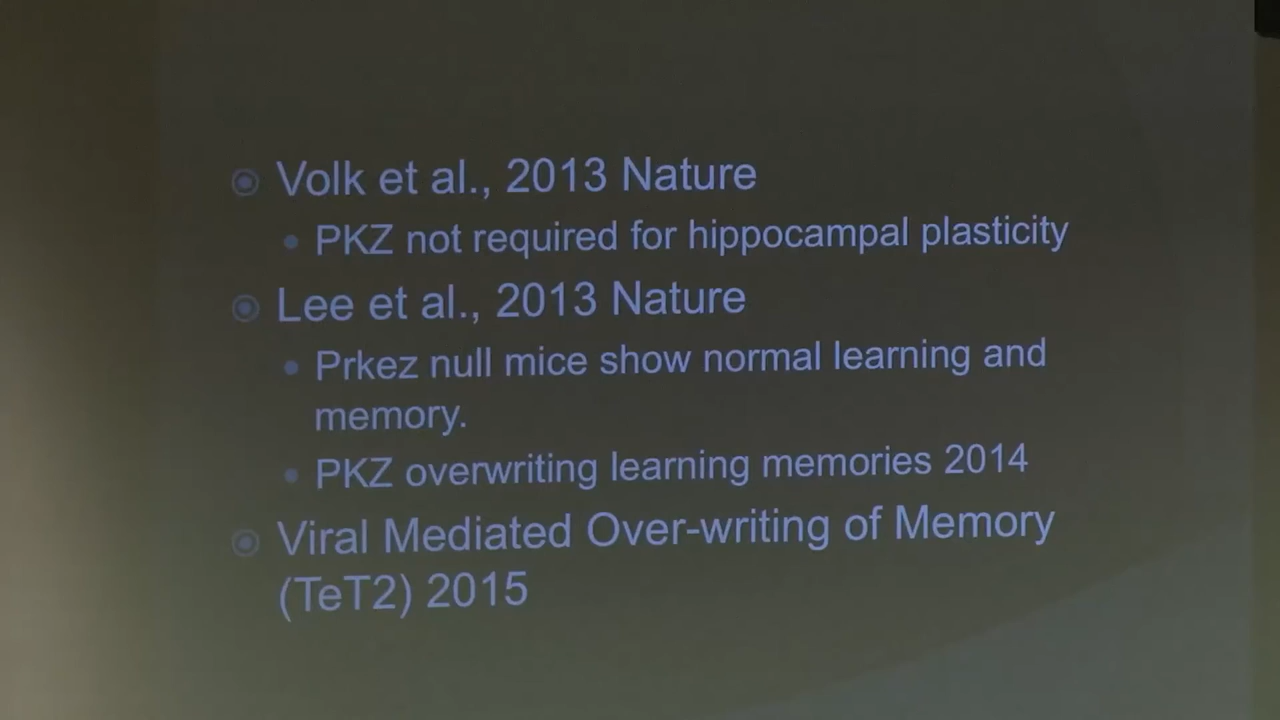 Volk et al., 2013 Nature
PKZ not required for hippocampal plasticity
Lee et al., 2013 Nature
Prkez null mice show normal learning and
memory.
PKZ overwriting learning memories 2014
Viral Mediated Over-writing of Memory
(TeT2) 2015